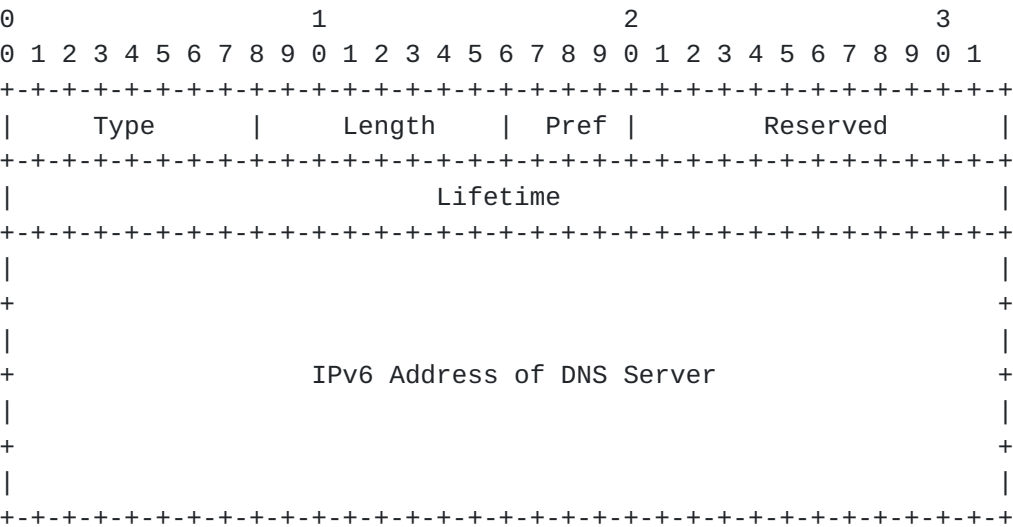 0                   1                   2                   3
0 1 2 3 4 5 6 7 8 9 0 1 2 3 4 5 6 7 8 9 0 1 2 3 4 5 6 7 8 9 0 1
+-+-+-+-+-+-+-+-+-+-+-+-+-+-+-+-+-+-+-+-+-+-+-+-+-+-+-+-+-+-+-+-+
|     Type      |     Length    |  Pref |        Reserved       |
+-+-+-+-+-+-+-+-+-+-+-+-+-+-+-+-+-+-+-+-+-+-+-+-+-+-+-+-+-+-+-+-+
|                           Lifetime                            |
+-+-+-+-+-+-+-+-+-+-+-+-+-+-+-+-+-+-+-+-+-+-+-+-+-+-+-+-+-+-+-+-+
|                                                               |
+                                                               +
|                                                               |
+                   IPv6 Address of DNS Server                  +
|                                                               |
+                                                               +
|                                                               |
+-+-+-+-+-+-+-+-+-+-+-+-+-+-+-+-+-+-+-+-+-+-+-+-+-+-+-+-+-+-+-+-+